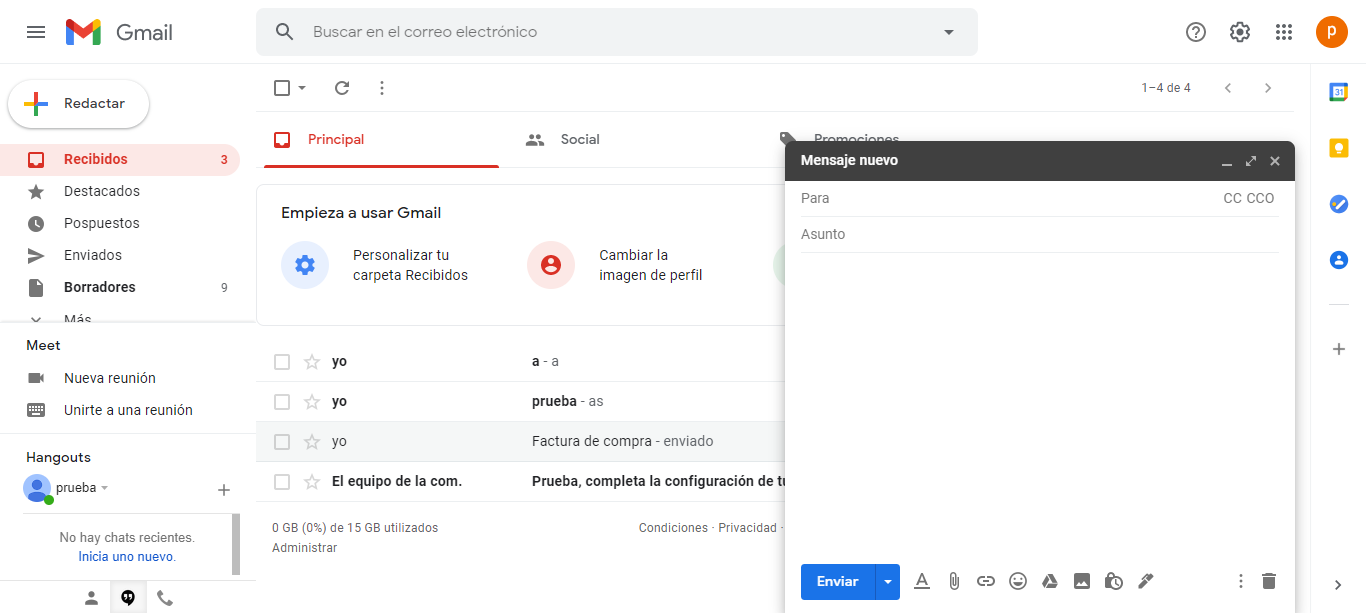 Gmail
Buscar en el correo electrónico
p
Redactar
1–4 de 4
31
Principal
Social
Promociones
Recibidos 3
Destacados
Pospuestos
Enviados
Borradores 9
Más
Meet
Nueva reunión
Unirte a una reunión
Hangouts
prueba
No hay chats recientes.
Inicia uno nuevo.
Empieza a usar Gmail
Personalizar tu
carpeta Recibidos
Cambiar la
imagen de perfil
yo a - a
yo prueba - as
yo Factura de compra - enviado
El equipo de la com. Prueba, completa la configuración de tu
0 GB (0%) de 15 GB utilizados
Administrar
Condiciones · Privacidad ·
Mensaje nuevo
Para CC CCO
Asunto
Enviar